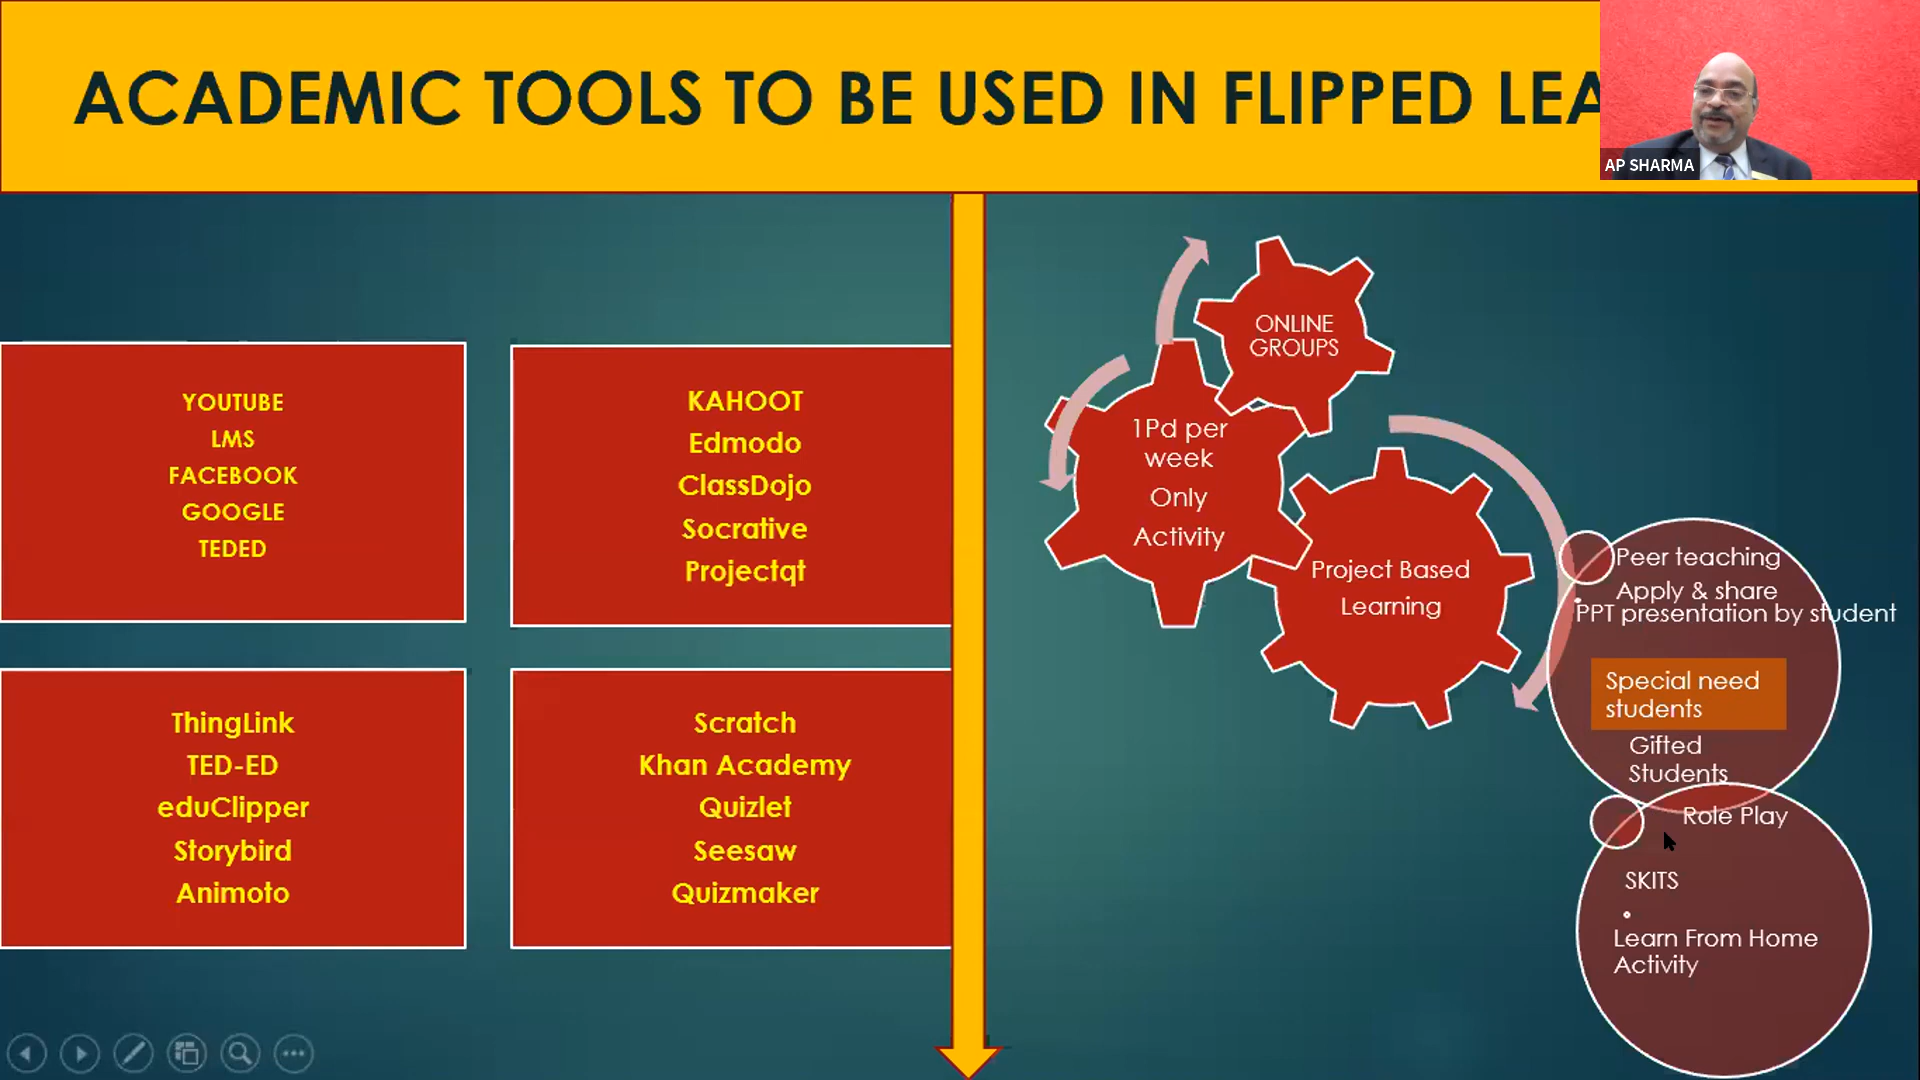 ACADEMIC TOOLS TO BE USED IN FLIPPED LEA
AP SHARMA
YOUTUBE
LMS
FACEBOOK
GOOGLE
TEDED
KAHOOT
Edmodo
ClassDojo
Socrative
Projectqt
ThingLink
TED-ED
eduClipper
Storybird
Animoto
Scratch
Khan Academy
Quizlet
Seesaw
Quizmaker
ONLINE
GROUPS
1Pd per
week
Only
Activity
Project Based
Learning
Peer teaching
Apply & share
PPT presentation by student
Special need
students
Gifted
Students
Role Play
SKITS
Learn From Home
Activity